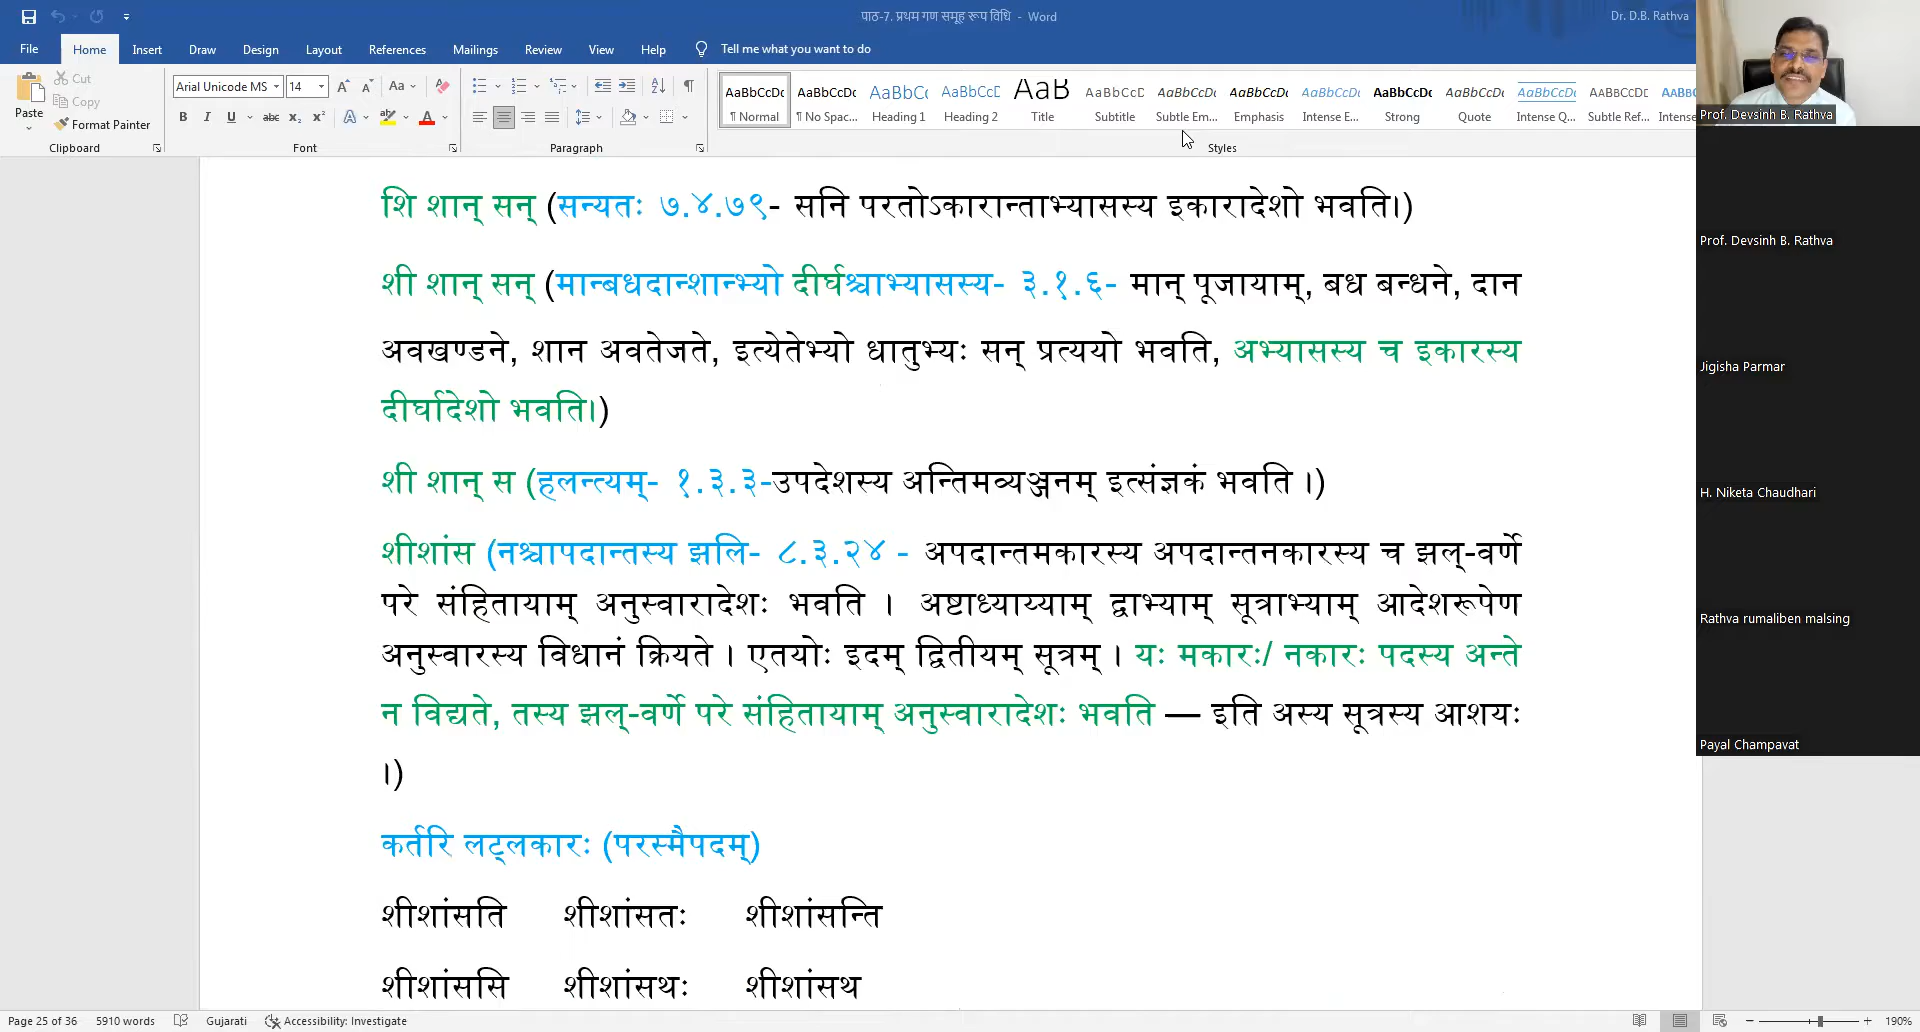 पाठ-7. प्रथम गण समूह रूप विधि - Word
Dr. D.B. Rathva
File Home Insert Draw Design Layout References Mailings Review View Help Tell me what you want to do
Cut
Copy
Paste
Format Painter
Clipboard
Arial Unicode MS 14
Font
Paragraph
AaBbCcDc AaBbCcDc AaBbCc AaBbCcD AaB AaBbCcD AaBbCcDc AaBbCcDc AaBbCcDc AaBbCcDc AaBbCcDc AaBbCcDc AaBbCcDc AaBb
¶ Normal ¶ No Spac... Heading 1 Heading 2 Title Subtitle Subtle Em... Emphasis Intense E... Strong Quote Intense Q... Subtle Ref... Intense
Styles
शि शान् सन् (सन्यतः ७.४.७९- सनि परतोऽकारान्ताभ्यासस्य इकारादेशो भवति।)
शी शान् सन् (मान्बधदान्शान्भ्यो दीर्घश्चाभ्यासस्य- ३.१.६- मान् पूजायाम्, बध बन्धने, दान
अवखण्डने, शान अवतेजते, इत्येतेभ्यो धातुभ्यः सन् प्रत्ययो भवति, अभ्यासस्य च इकारस्य
दीर्घादेशो भवति।)
शी शान् स (हलन्त्यम्- १.३.३-उपदेशस्य अन्तिमव्यञ्जनम् इत्संज्ञकं भवति ।)
शीशांस (नश्चापदान्तस्य झलि- ८.३.२४ - अपदान्तमकारस्य अपदान्तनकारस्य च झल्-वर्णे
परे संहितायाम् अनुस्वारादेशः भवति । अष्टाध्याय्याम् द्वाभ्याम् सूत्राभ्याम् आदेशरूपेण
अनुस्वारस्य विधानं क्रियते । एतयोः इदम् द्वितीयम् सूत्रम् । यः मकारः/ नकारः पदस्य अन्ते
न विद्यते, तस्य झल्-वर्णे परे संहितायाम् अनुस्वारादेशः भवति — इति अस्य सूत्रस्य आशयः
।)
कर्तरि लट्लकारः (परस्मैपदम्)
शीशांसति शीशांसतः शीशांसन्ति
शीशांससि शीशांसथः शीशांसथ
Prof. Devsinh B. Rathva
Prof. Devsinh B. Rathva
Jigisha Parmar
H. Niketa Chaudhari
Rathva rumaliben malsing
Payal Champavat
Page 25 of 36 5910 words Gujarati Accessibility: Investigate 190%